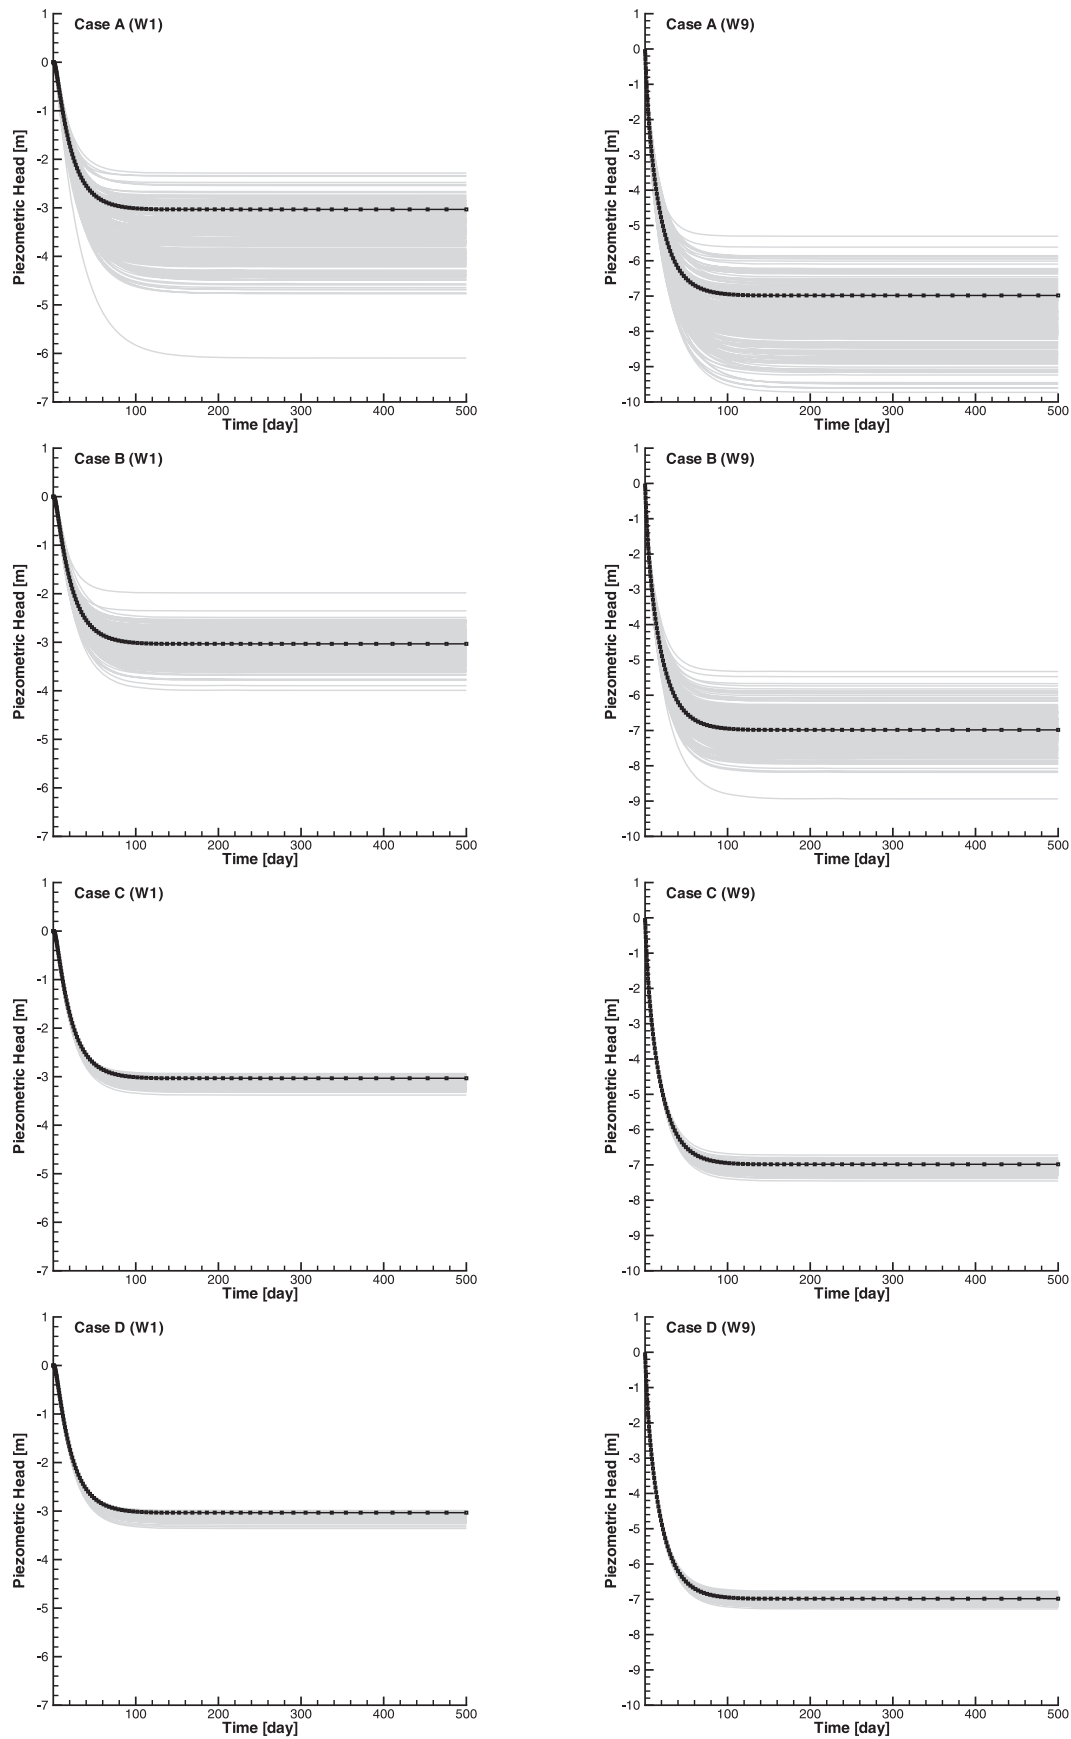 Case A (W1)
Piezometric Head [m]
1
0
-1
-2
-3
-4
-5
-6
-7
100 200 300 400 500
Time [day]
Case A (W9)
Piezometric Head [m]
1
0
-1
-2
-3
-4
-5
-6
-7
-8
-9
-10
100 200 300 400 500
Time [day]
Case B (W1)
Piezometric Head [m]
1
0
-1
-2
-3
-4
-5
-6
-7
100 200 300 400 500
Time [day]
Case B (W9)
Piezometric Head [m]
1
0
-1
-2
-3
-4
-5
-6
-7
-8
-9
-10
100 200 300 400 500
Time [day]
Case C (W1)
Piezometric Head [m]
1
0
-1
-2
-3
-4
-5
-6
-7
100 200 300 400 500
Time [day]
Case C (W9)
Piezometric Head [m]
1
0
-1
-2
-3
-4
-5
-6
-7
-8
-9
-10
100 200 300 400 500
Time [day]
Case D (W1)
Piezometric Head [m]
1
0
-1
-2
-3
-4
-5
-6
-7
100 200 300 400 500
Time [day]
Case D (W9)
Piezometric Head [m]
1
0
-1
-2
-3
-4
-5
-6
-7
-8
-9
-10
100 200 300 400 500
Time [day]